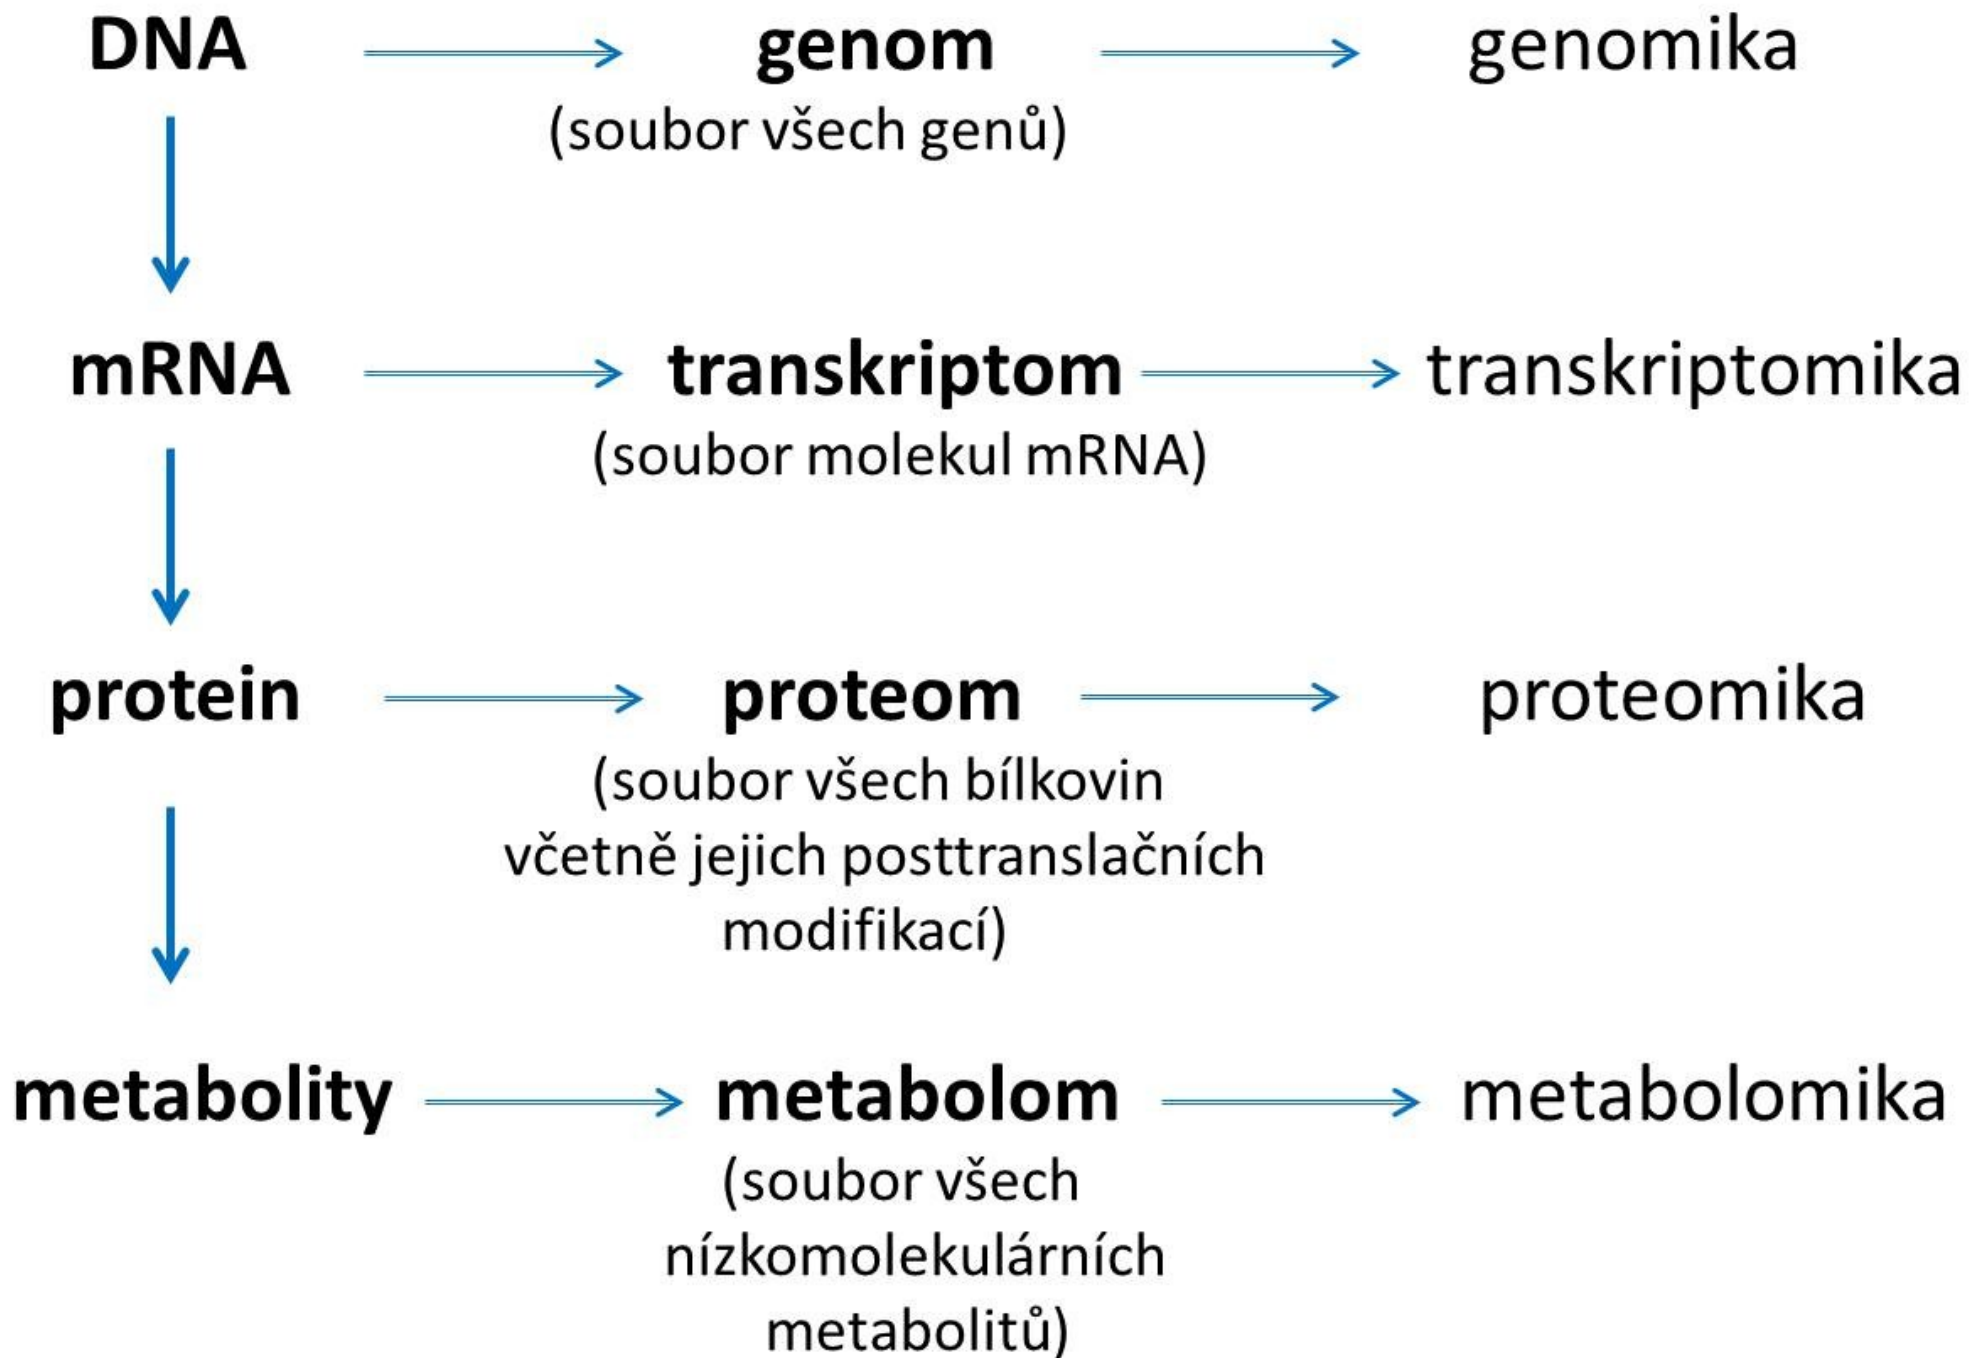 DNA genom genomika
(soubor všech genů)
mRNA transkriptom transkriptomika
(soubor molekul mRNA)
protein proteom proteomika
(soubor všech bílkovin
včetně jejich posttranslačních
modifikací)
metabolity metabolom metabolomika
(soubor všech
nízkomolekulárních
metabolitů)